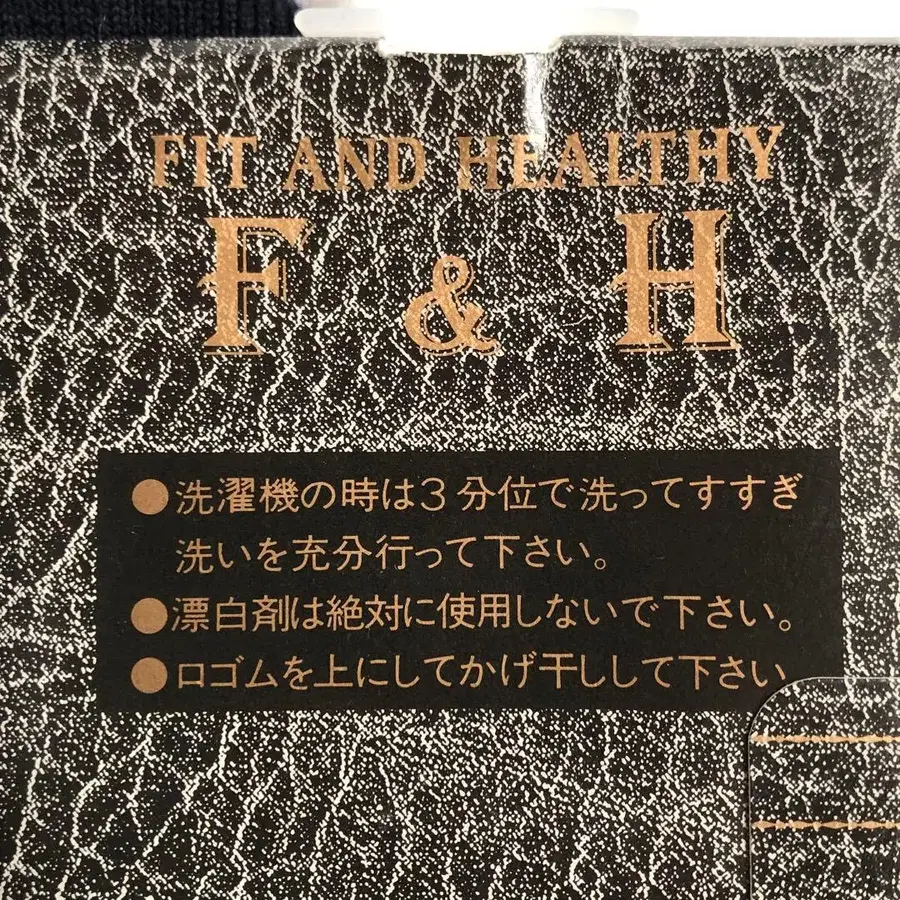 FIT AND HEALTHY
F & H
●洗濯機の時は3分位で洗ってすすぎ
洗いを充分行って下さい。
●漂白剤は絶対に使用しないで下さい。
●口ゴムを上にしてかげ干しして下さい